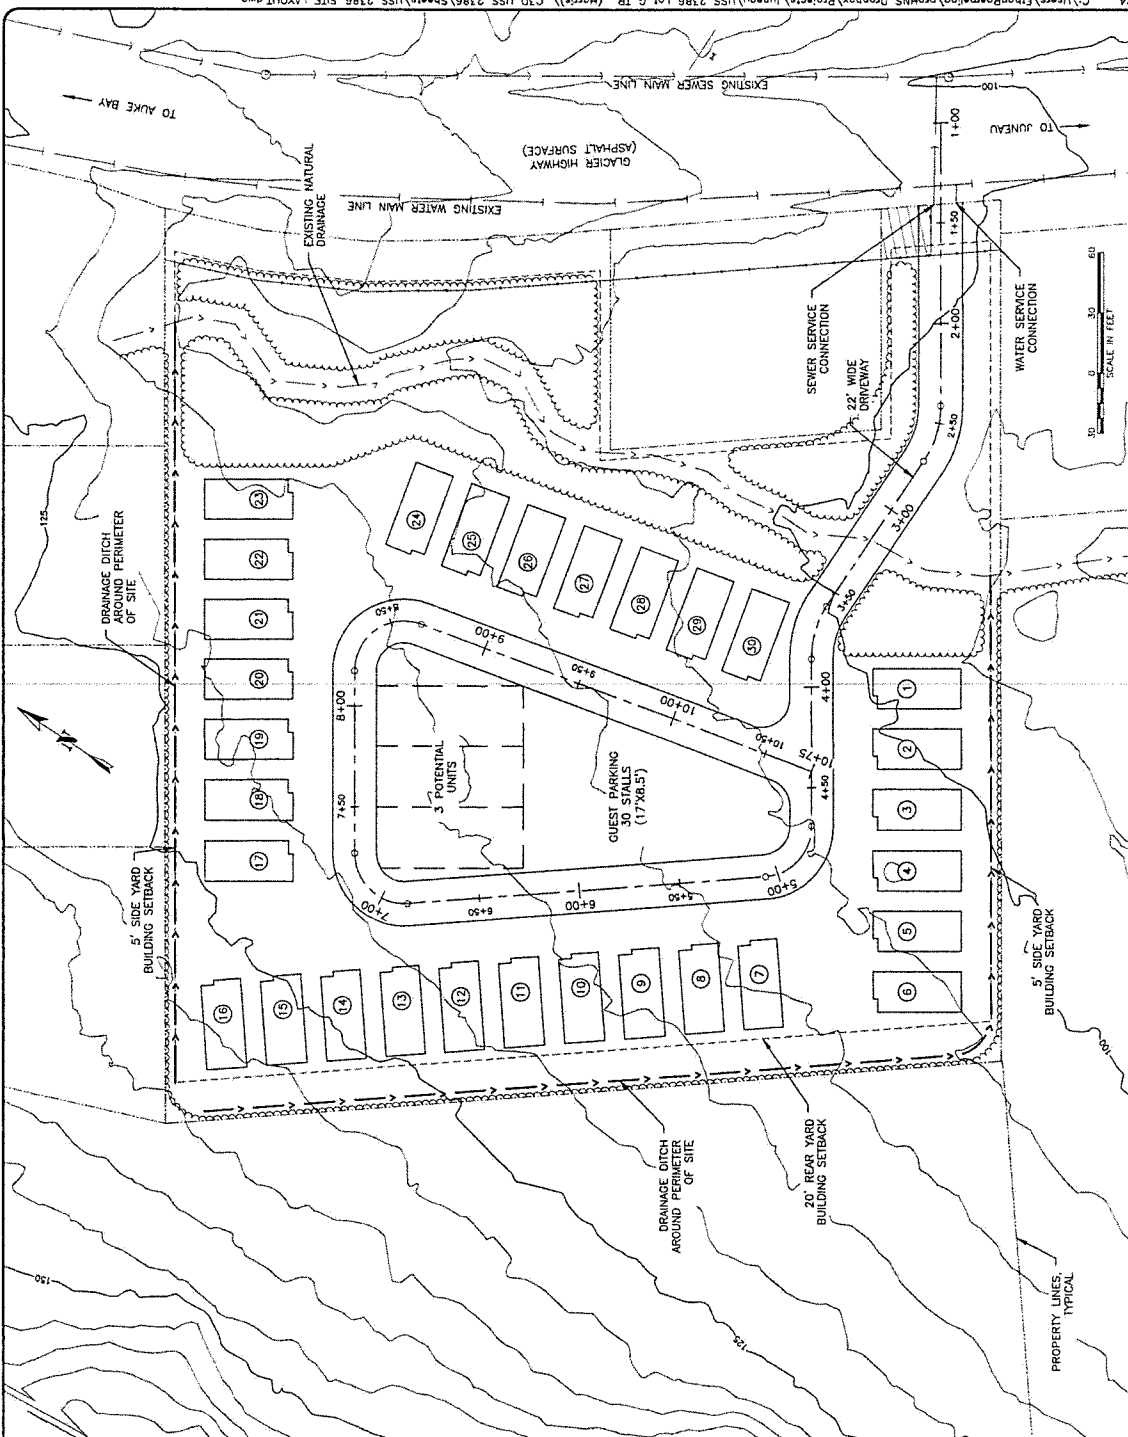 TO AUKE BAY
EXISTING SEWER MAIN LINE
100
1+00
TO JUNEAU
GLACIER HIGHWAY
(ASPHALT SURFACE)
EXISTING NATURAL
DRAINAGE
EXISTING WATER MAIN LINE
1+50
SEWER SERVICE
CONNECTION
WATER SERVICE
CONNECTION
2+00
22' WIDE
DRIVEWAY
2+50
30
0
30
60
SCALE IN FEET
125
DRAINAGE DITCH
AROUND PERIMETER
OF SITE
N
23
22
21
20
19
18
17
24
25
26
27
28
29
30
3+00
3+50
4+00
8+50
9+00
9+50
10+00
10+50
10+75
4+50
8+00
7+50
3 POTENTIAL
UNITS
GUEST PARKING
30 STALLS
(17'X8.5')
7+00
6+50
6+00
5+50
5+00
1
2
3
4
5
6
5' SIDE YARD
BUILDING SETBACK
16
15
14
13
12
11
10
9
8
7
5' SIDE YARD
BUILDING SETBACK
100
DRAINAGE DITCH
AROUND PERIMETER
OF SITE
20' REAR YARD
BUILDING SETBACK
150
125
PROPERTY LINES,
TYPICAL